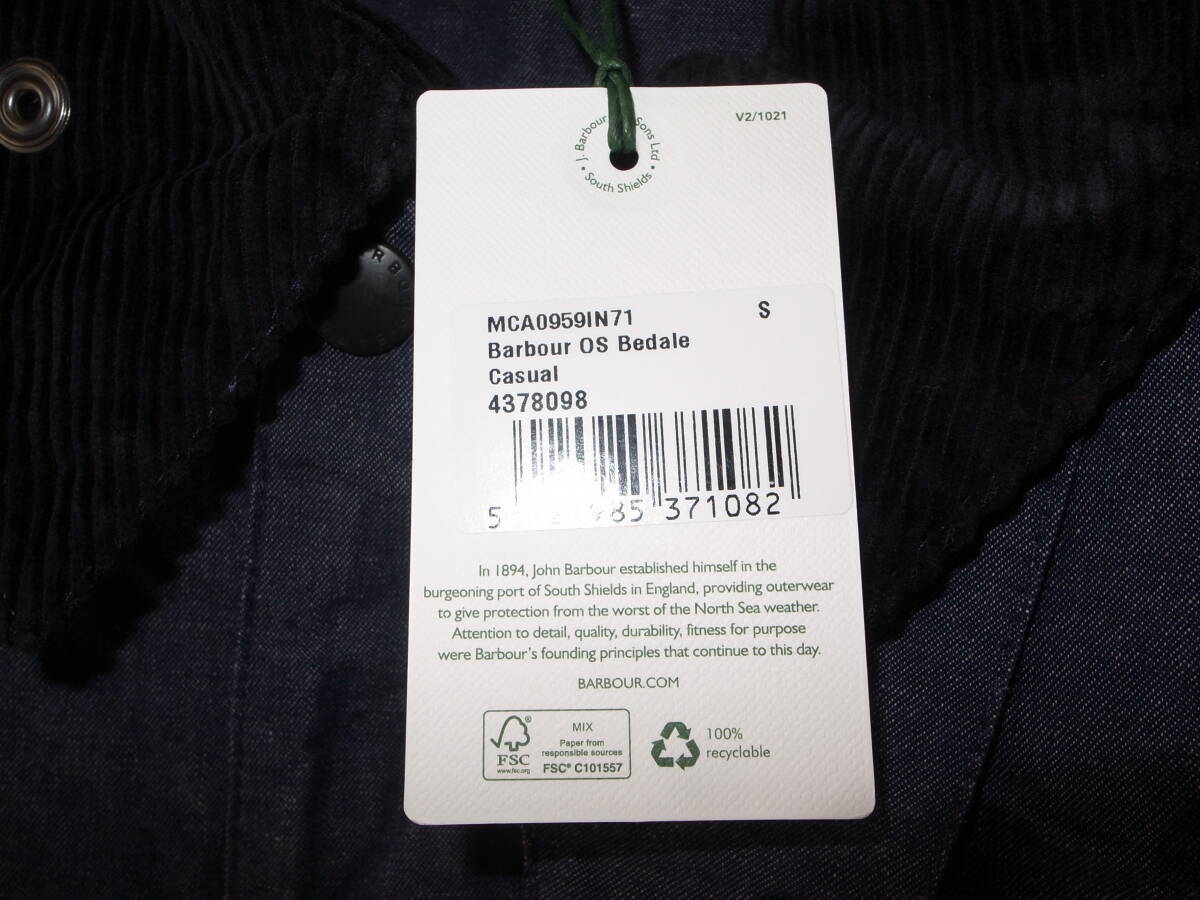 V2/1021
J. Barbour Sons Ltd
South Shields
MCA0959IN71 S
Barbour OS Bedale
Casual
4378098
5 985 371082
In 1894, John Barbour established himself in the
burgeoning port of South Shields in England, providing outerwear
to give protection from the worst of the North Sea weather.
Attention to detail, quality, durability, fitness for purpose
were Barbour's founding principles that continue to this day.
BARBOUR.COM
FSC®
www.fsc.org
MIX
Paper from
responsible sources
FSC® C101557
100%
recyclable